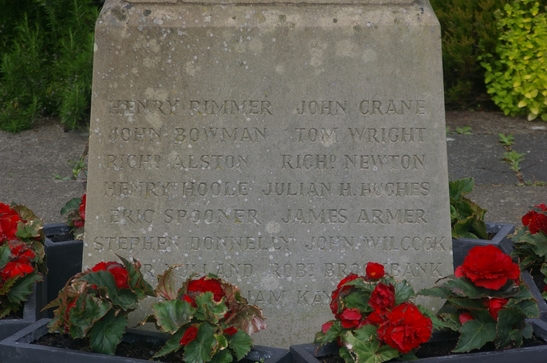 HENRY RIMMER JOHN CRANE
JOHN BOWMAN TOM WRIGHT
RICHD. ALSTON RICHD. NEWTON
HENRY HOOLE JULIAN H. HUGHES
ERIC SPOONER JAMES ARMER
STEPHEN DONNELLY JOHN WILCOCK
ROBT